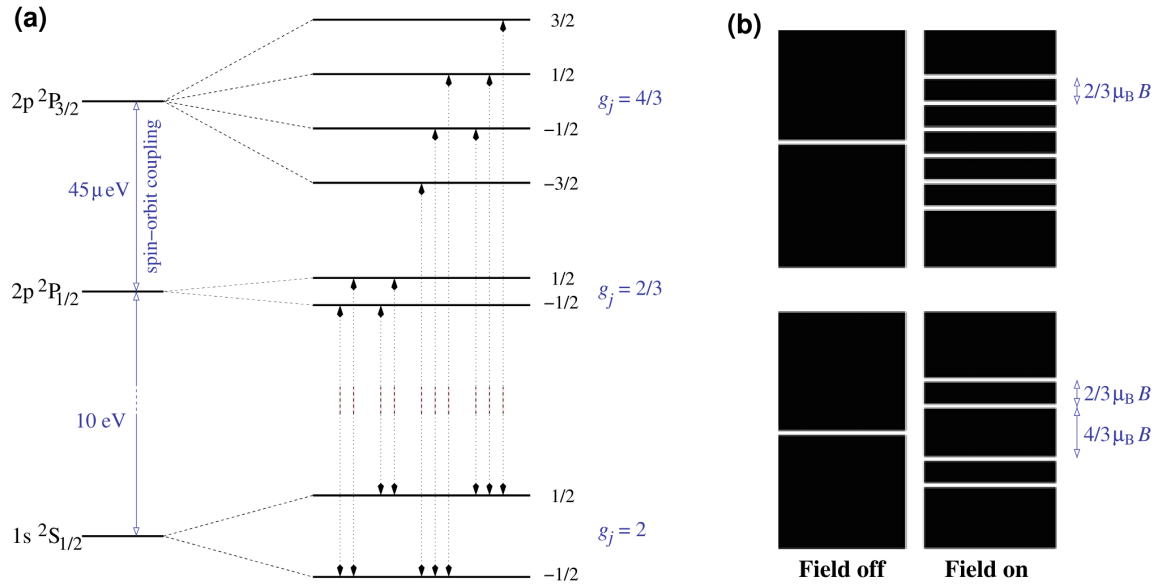 (a)
3/2
1/2
2p ²P₃/₂
g_j = 4/3
−1/2
45 μeV
spin−orbit coupling
−3/2
1/2
2p ²P₁/₂
g_j = 2/3
−1/2
10 eV
1/2
1s ²S₁/₂
g_j = 2
−1/2
(b)
2/3 μ_B B
2/3 μ_B B
4/3 μ_B B
Field off
Field on